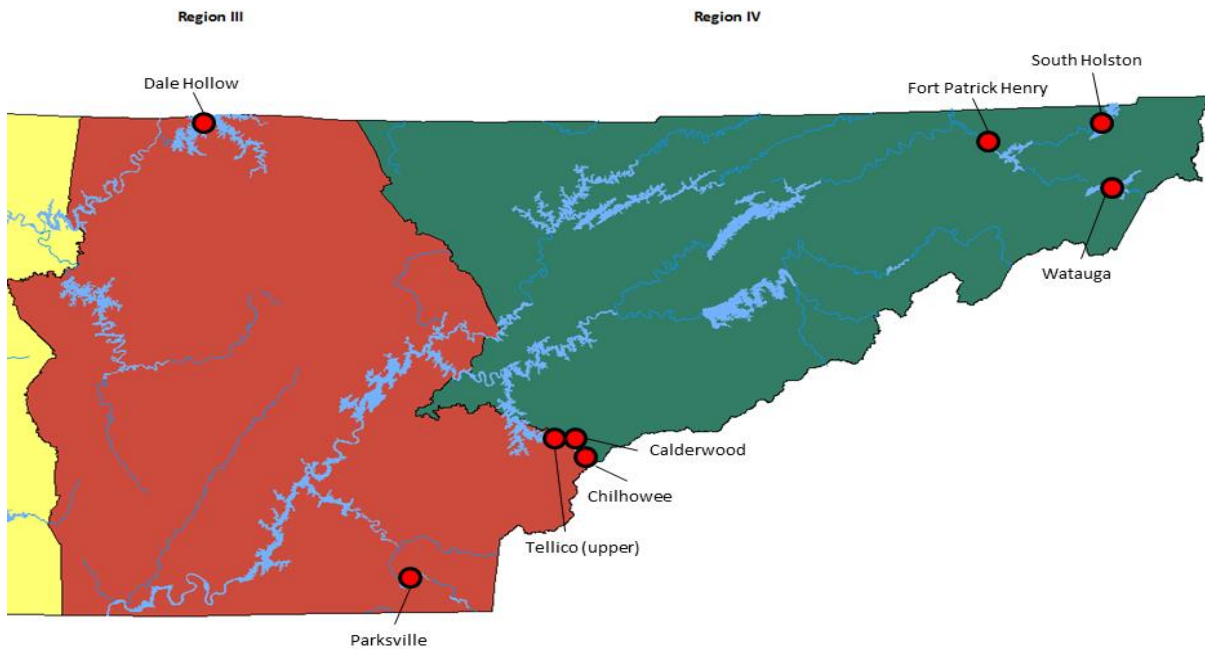 Region III
Region IV
South Holston
Dale Hollow
Fort Patrick Henry
Watauga
Calderwood
Chilhowee
Tellico (upper)
Parksville